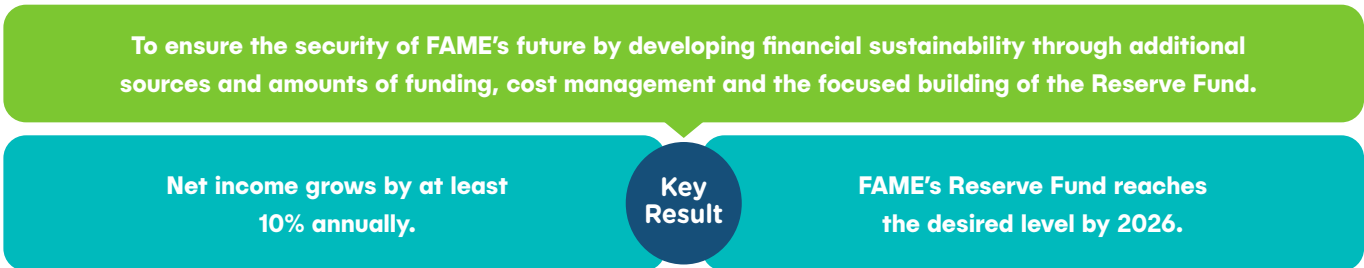 To ensure the security of FAME's future by developing financial sustainability through additional
sources and amounts of funding, cost management and the focused building of the Reserve Fund.
Net income grows by at least
10% annually.
Key
Result
FAME's Reserve Fund reaches
the desired level by 2026.